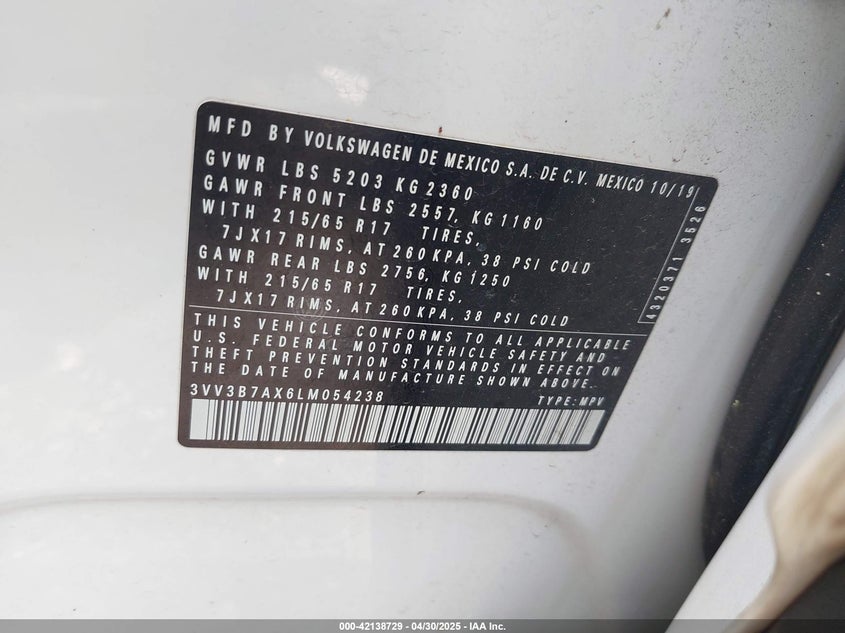 MFD BY VOLKSWAGEN DE MEXICO S.A. DE C.V. MEXICO 10/19
GVWR LBS 5203 KG 2360
GAWR FRONT LBS 2557, KG 1160
WITH 215/65 R17 TIRES,
7JX17 RIMS, AT 260 KPA, 38 PSI COLD
GAWR REAR LBS 2756, KG 1250
WITH 215/65 R17 TIRES,
7JX17 RIMS, AT 260 KPA, 38 PSI COLD
4320371 3526
THIS VEHICLE CONFORMS TO ALL APPLICABLE
U.S. FEDERAL MOTOR VEHICLE SAFETY AND
THEFT PREVENTION STANDARDS IN EFFECT ON
THE DATE OF MANUFACTURE SHOWN ABOVE.
3VV3B7AX6LM054238 TYPE: MPV
000-42138729 - 04/30/2025 - IAA Inc.